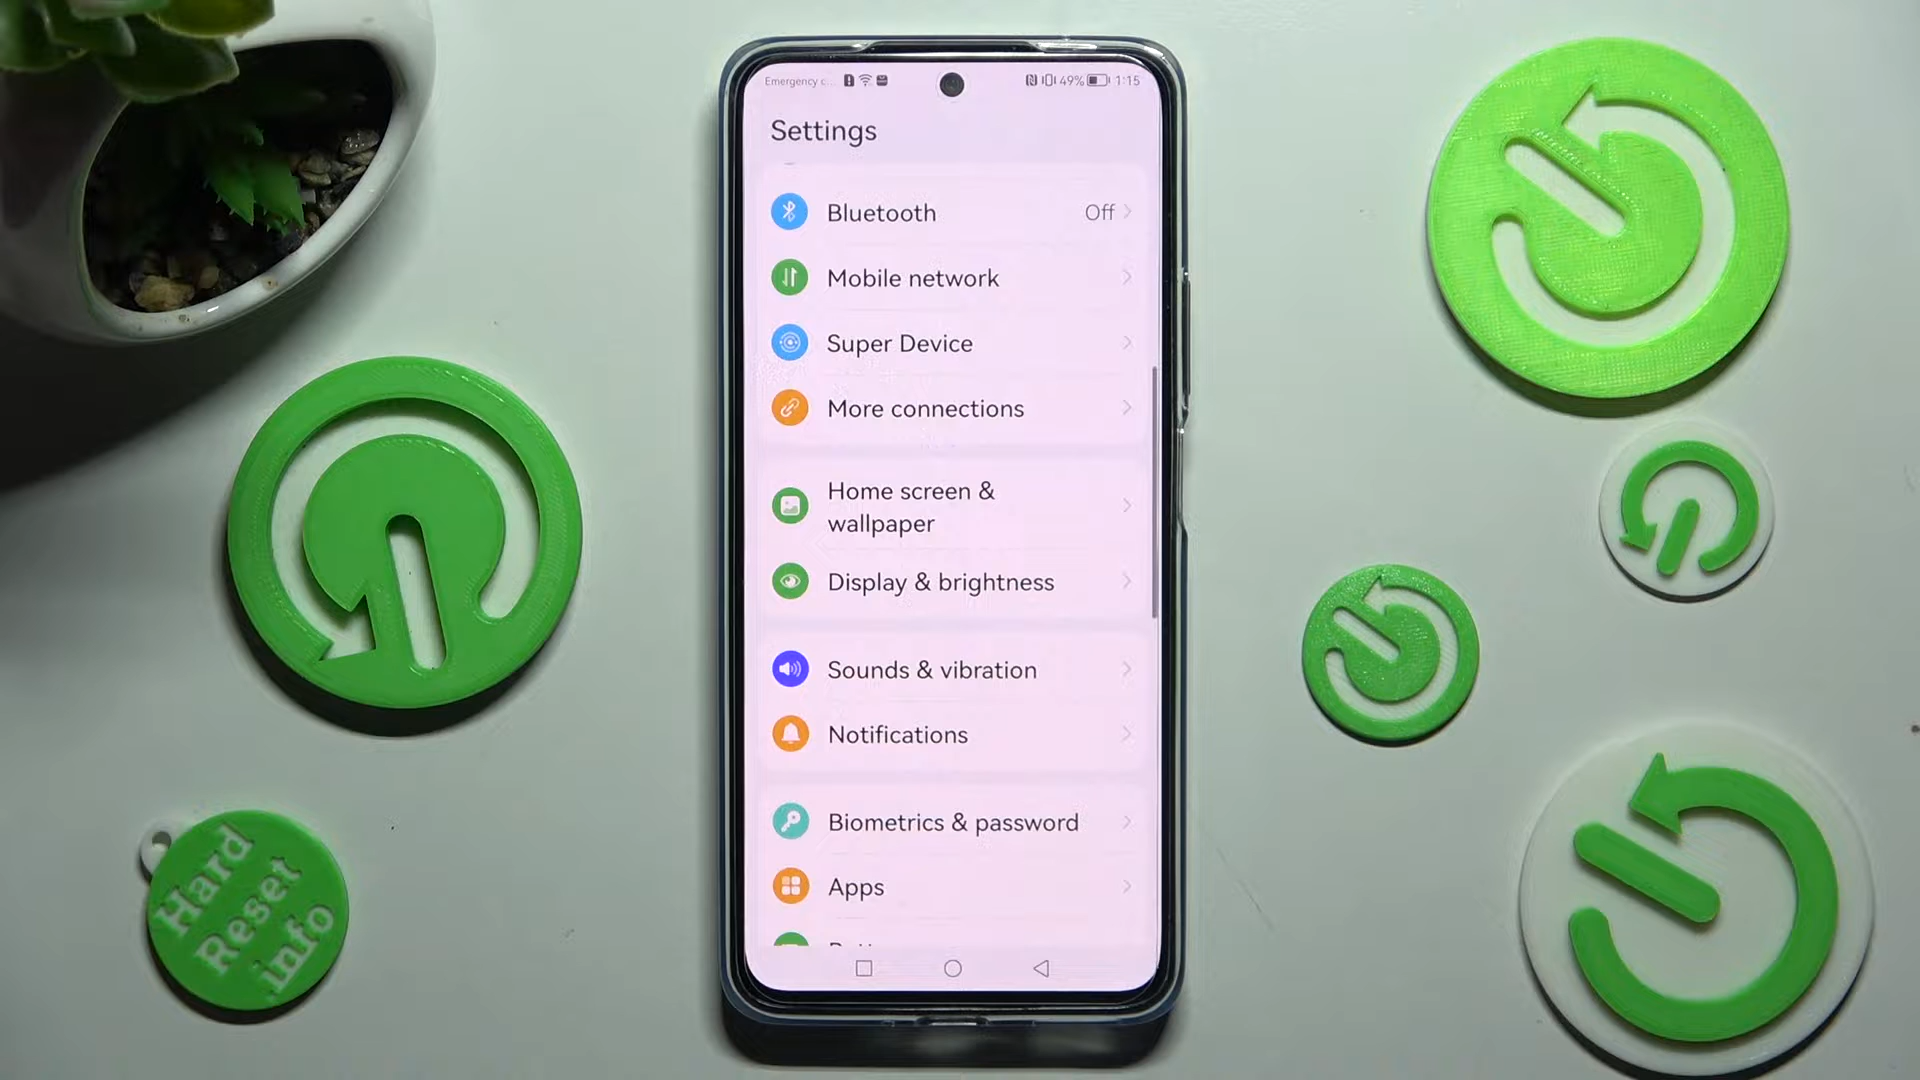 Emergency c...
49% 1:15
Settings
Bluetooth Off
Mobile network
Super Device
More connections
Home screen &
wallpaper
Display & brightness
Sounds & vibration
Notifications
Biometrics & password
Apps
Hard
Reset
.info